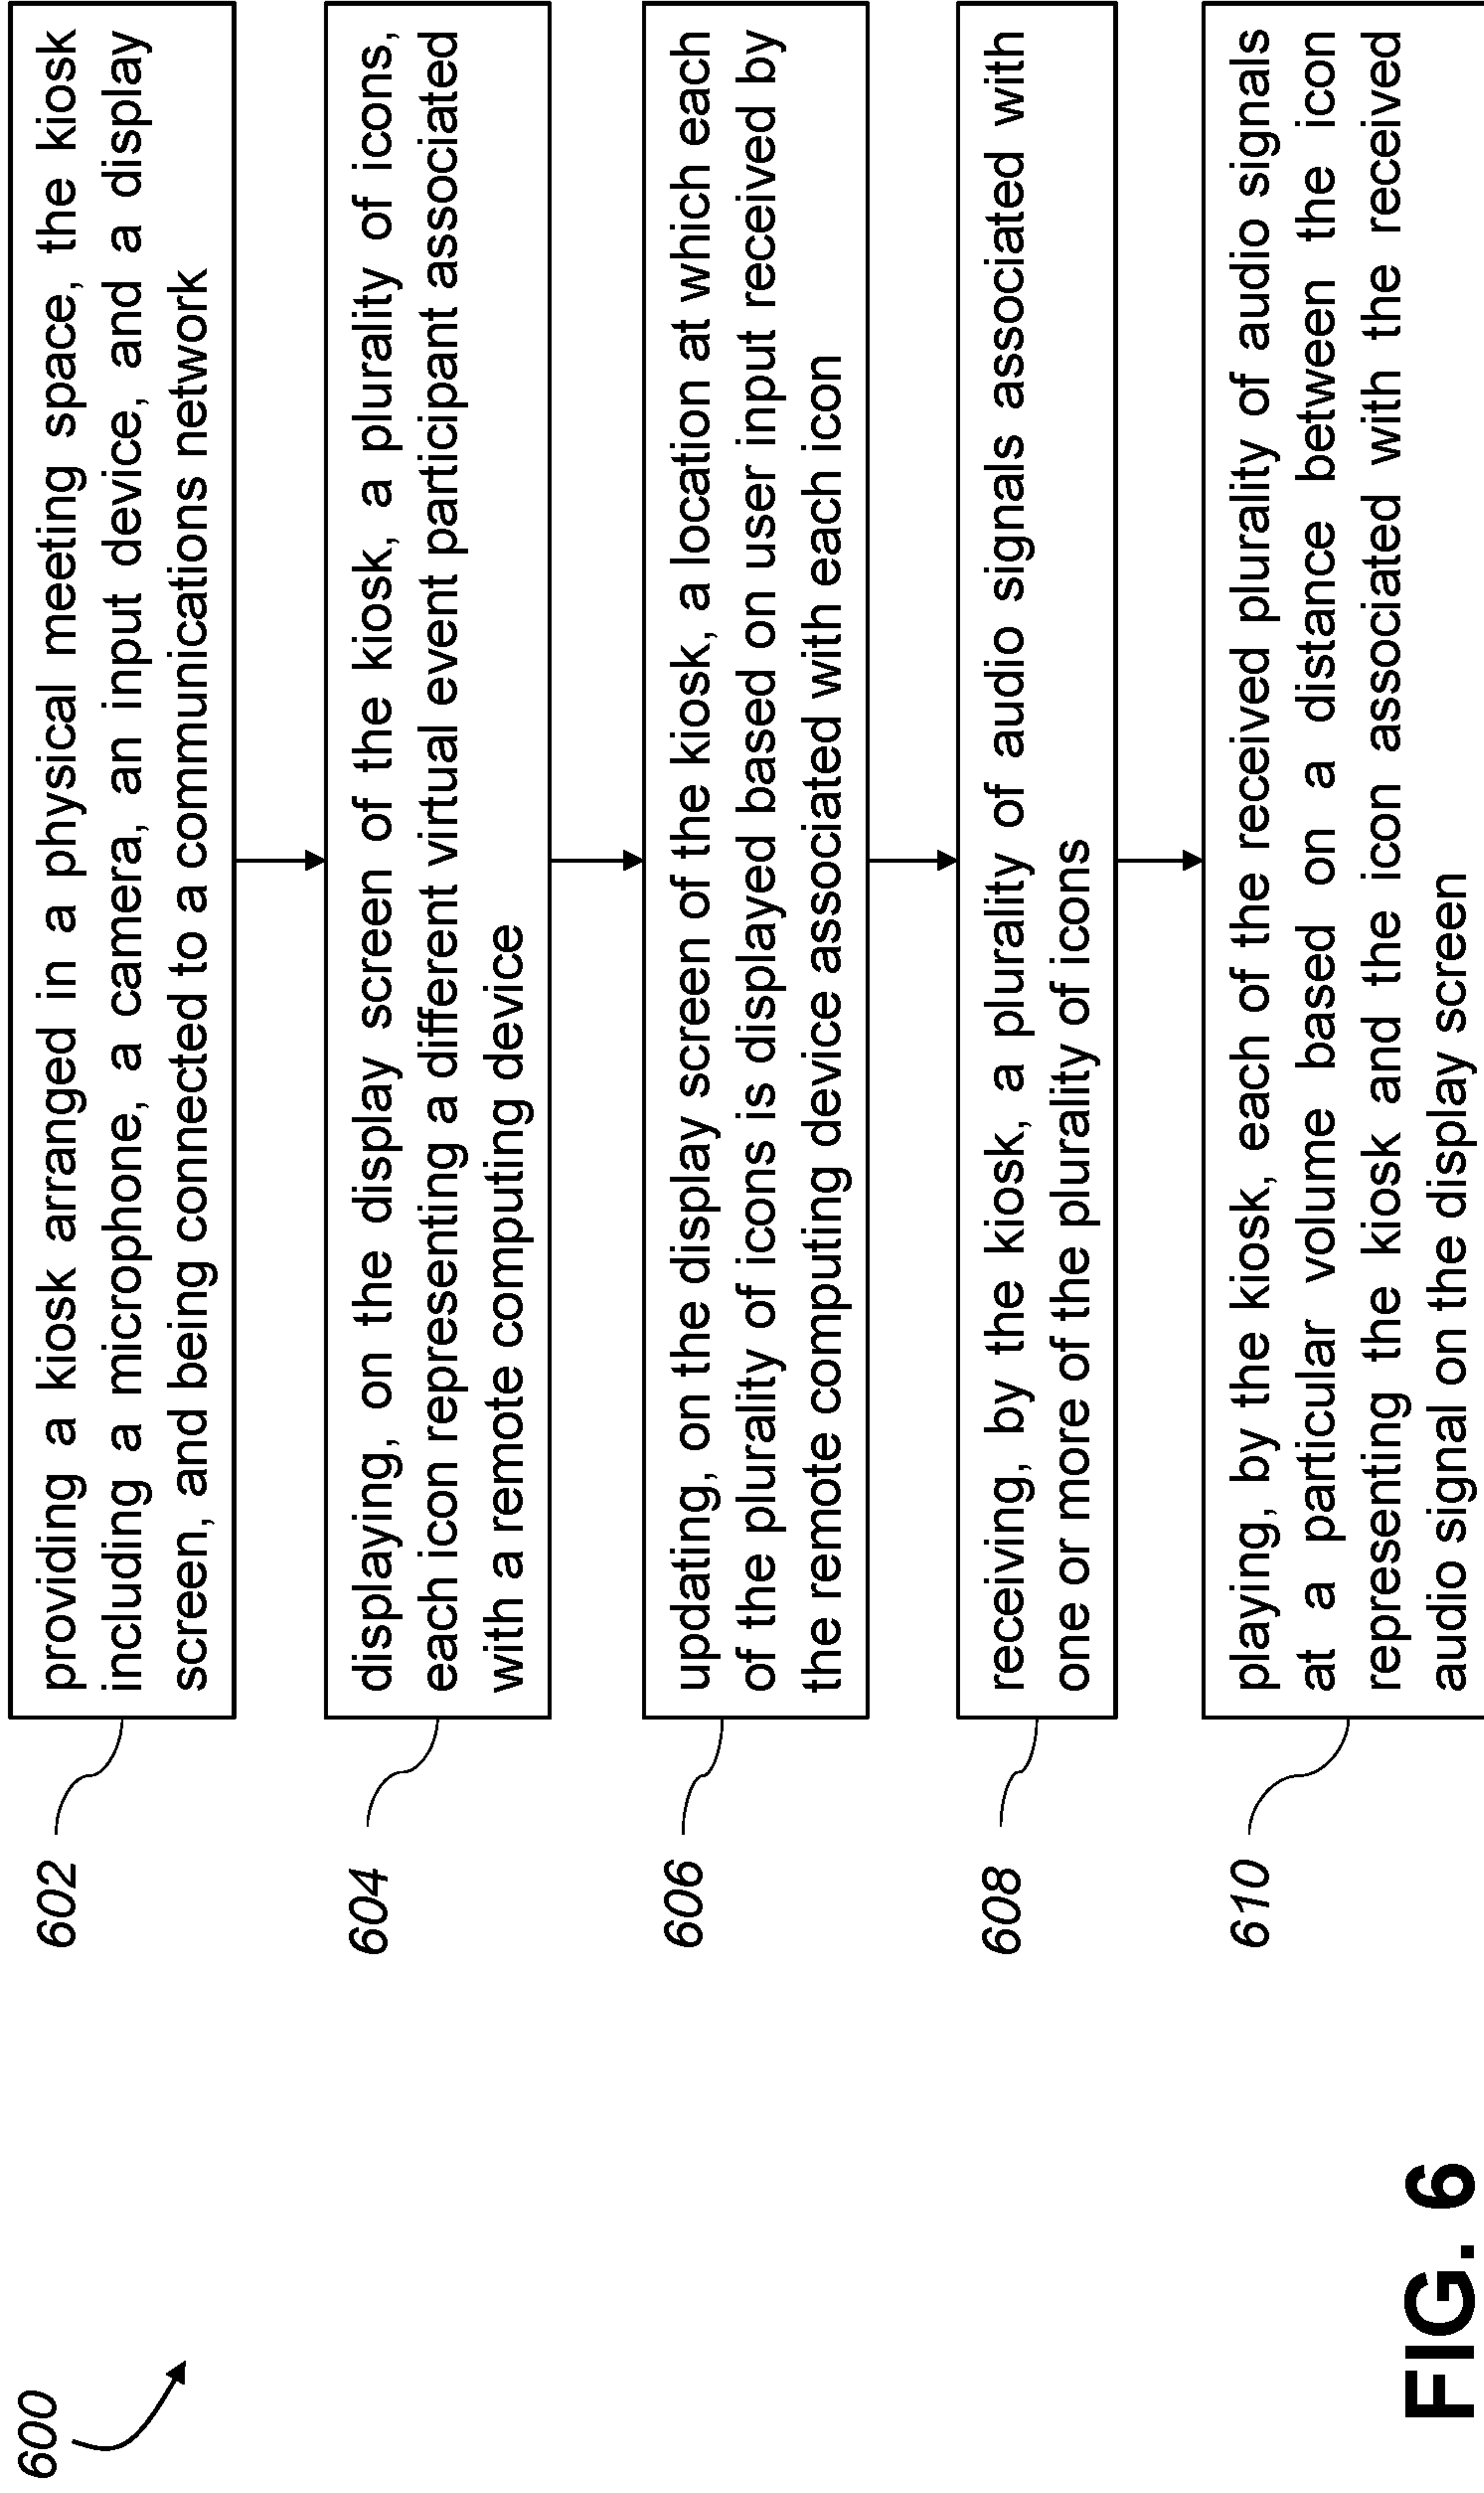 600
602
providing a kiosk arranged in a physical meeting space, the kiosk
including a microphone, a camera, an input device, and a display
screen, and being connected to a communications network
604
displaying, on the display screen of the kiosk, a plurality of icons,
each icon representing a different virtual event participant associated
with a remote computing device
606
updating, on the display screen of the kiosk, a location at which each
of the plurality of icons is displayed based on user input received by
the remote computing device associated with each icon
608
receiving, by the kiosk, a plurality of audio signals associated with
one or more of the plurality of icons
610
playing, by the kiosk, each of the received plurality of audio signals
at a particular volume based on a distance between the icon
representing the kiosk and the icon associated with the received
audio signal on the display screen
FIG. 6